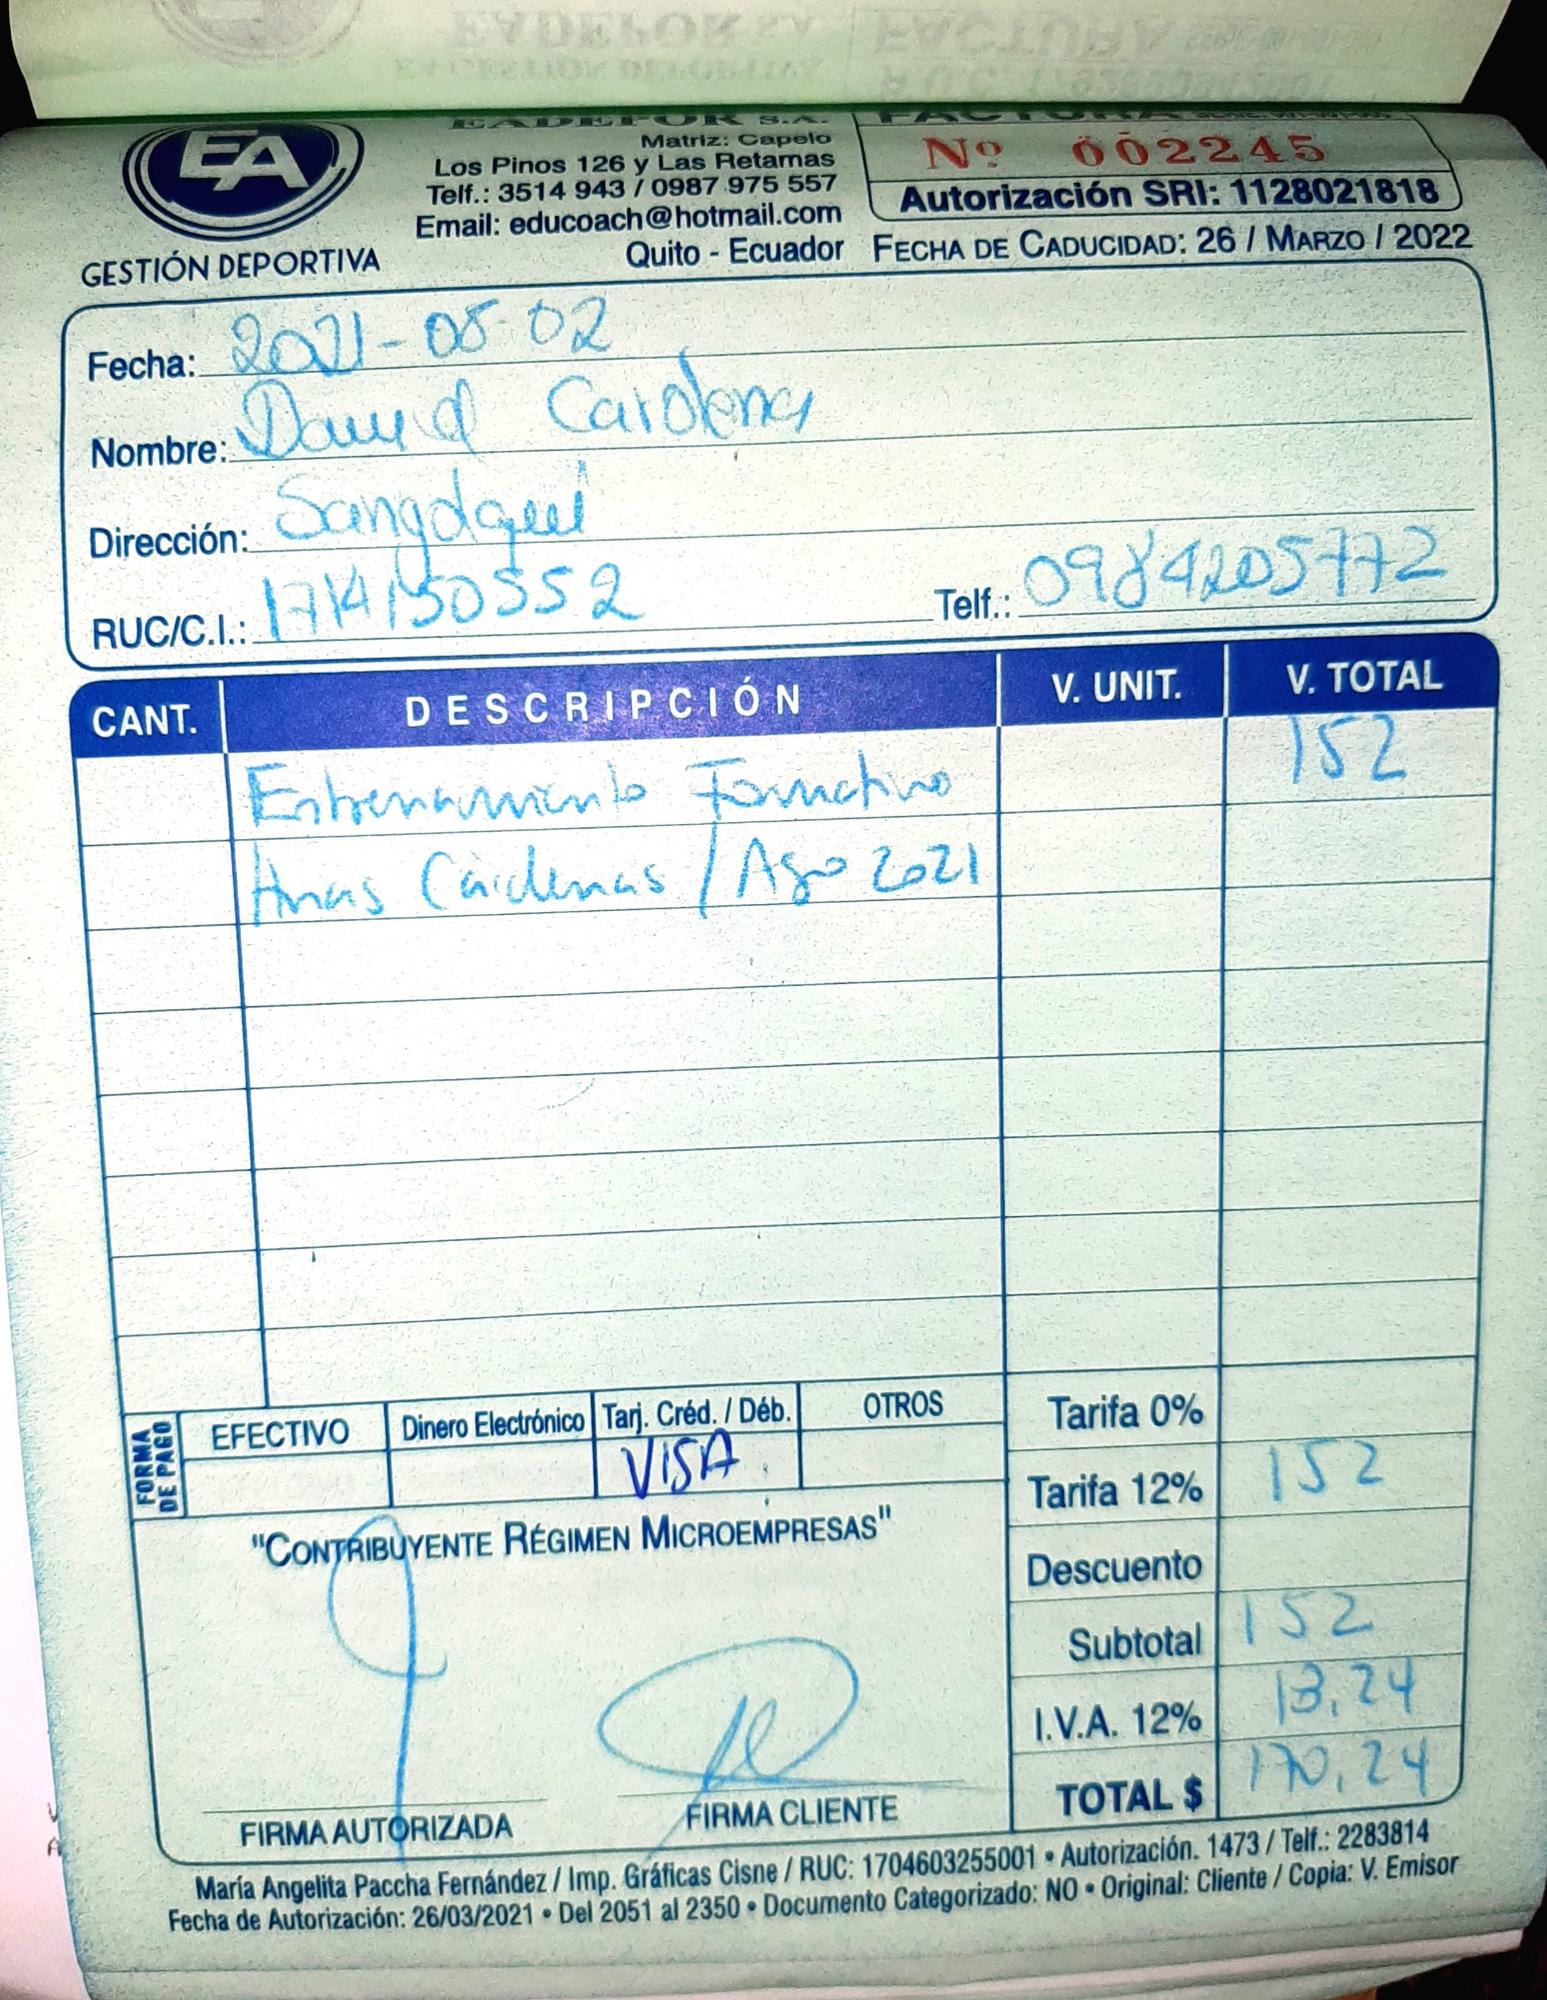 EADEFOR S.A.
Matriz: Capelo
Los Pinos 126 y Las Retamas
Telf.: 3514 943 / 0987 975 557
Email: educoach@hotmail.com
Quito - Ecuador
EA
GESTIÓN DEPORTIVA
FACTURA
Nº 002245
Autorización SRI: 1128021818
FECHA DE CADUCIDAD: 26 / MARZO / 2022
Fecha: 2021-08-02
Nombre: David
Dirección: Sangolqui
RUC/C.I.: 1714150552 Telf.: 0984205772
CANT. DESCRIPCIÓN V. UNIT. V. TOTAL
Entrenamiento Formativo 152
Cárdenas / Ago 2021
FORMA DE PAGO
EFECTIVO Dinero Electrónico Tarj. Créd. / Déb. OTROS
VISA
Tarifa 0%
Tarifa 12% 152
"CONTRIBUYENTE RÉGIMEN MICROEMPRESAS"
Descuento
Subtotal 152
I.V.A. 12% 18,24
TOTAL $ 170,24
FIRMA AUTORIZADA FIRMA CLIENTE
María Angelita Paccha Fernández / Imp. Gráficas Cisne / RUC: 1704603255001 • Autorización. 1473 / Telf.: 2283814
Fecha de Autorización: 26/03/2021 • Del 2051 al 2350 • Documento Categorizado: NO • Original: Cliente / Copia: V. Emisor